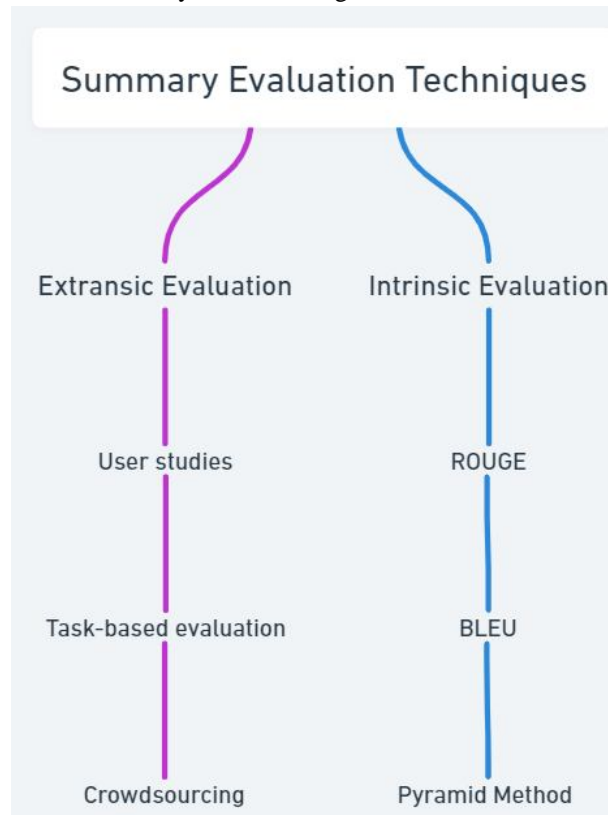 Summary Evaluation Techniques
Extransic Evaluation
Intrinsic Evaluation
User studies
ROUGE
Task-based evaluation
BLEU
Crowdsourcing
Pyramid Method